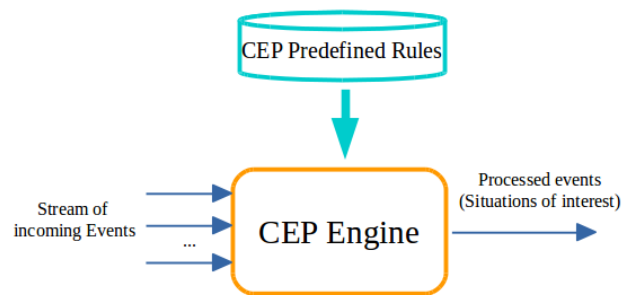 CEP Predefined Rules
Stream of
incoming Events
...
CEP Engine
Processed events
(Situations of interest)